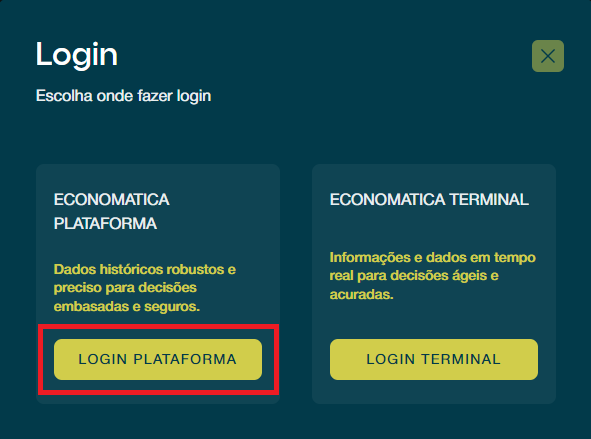 Login
Escolha onde fazer login
ECONOMATICA
PLATAFORMA
Dados históricos robustos e
preciso para decisões
embasadas e seguros.
LOGIN PLATAFORMA
ECONOMATICA TERMINAL
Informações e dados em tempo
real para decisões ágeis e
acuradas.
LOGIN TERMINAL